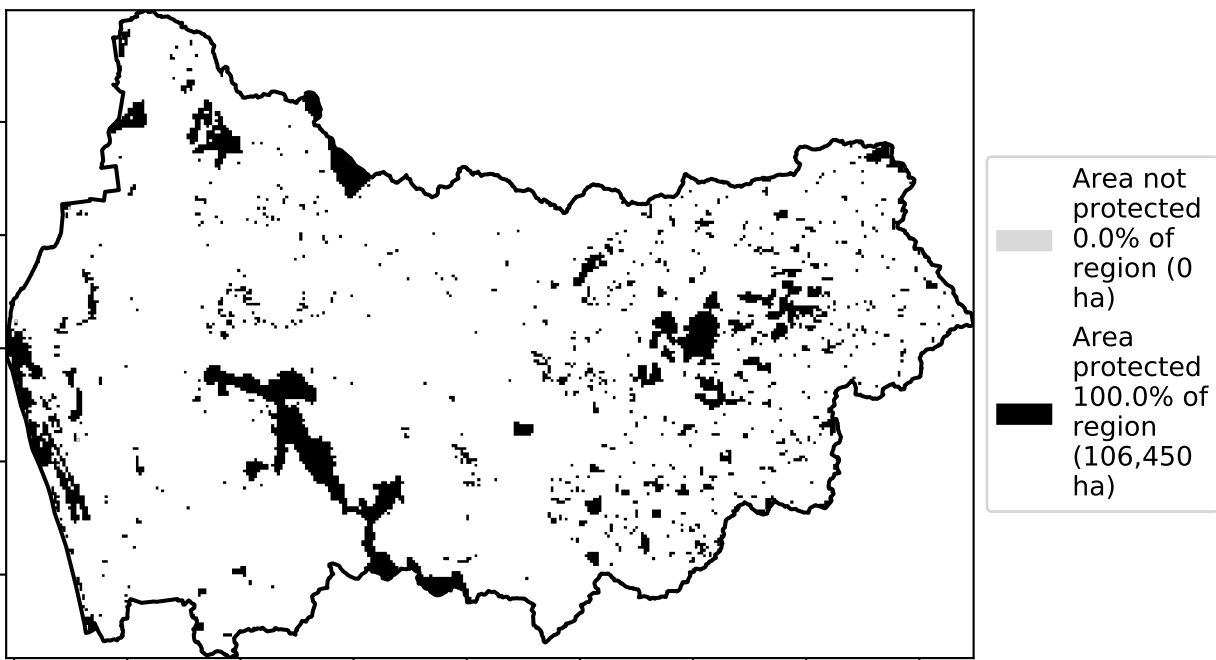 Area not
protected
0.0% of
region (0
ha)
Area
protected
100.0% of
region
(106,450
ha)